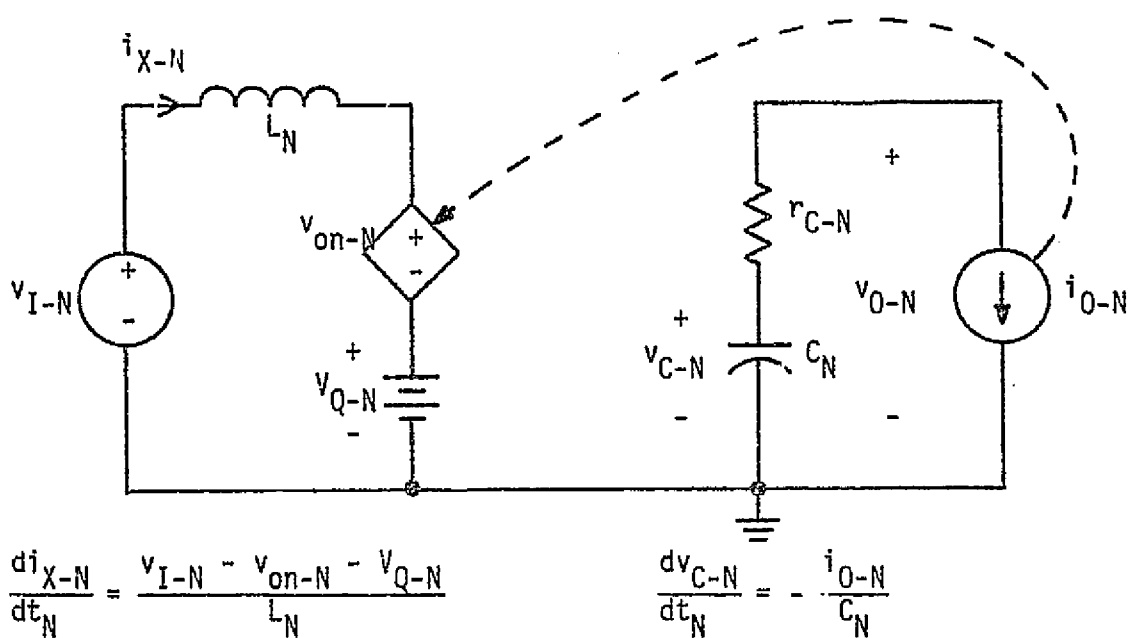 i_X-N
L_N
v_on-N
+
-
v_I-N
+
-
+
V_Q-N
-
r_C-N
+
v_C-N
-
C_N
+
v_O-N
-
i_O-N
di_X-N / dt_N = (v_I-N - v_on-N - V_Q-N) / L_N
dv_C-N / dt_N = - i_O-N / C_N